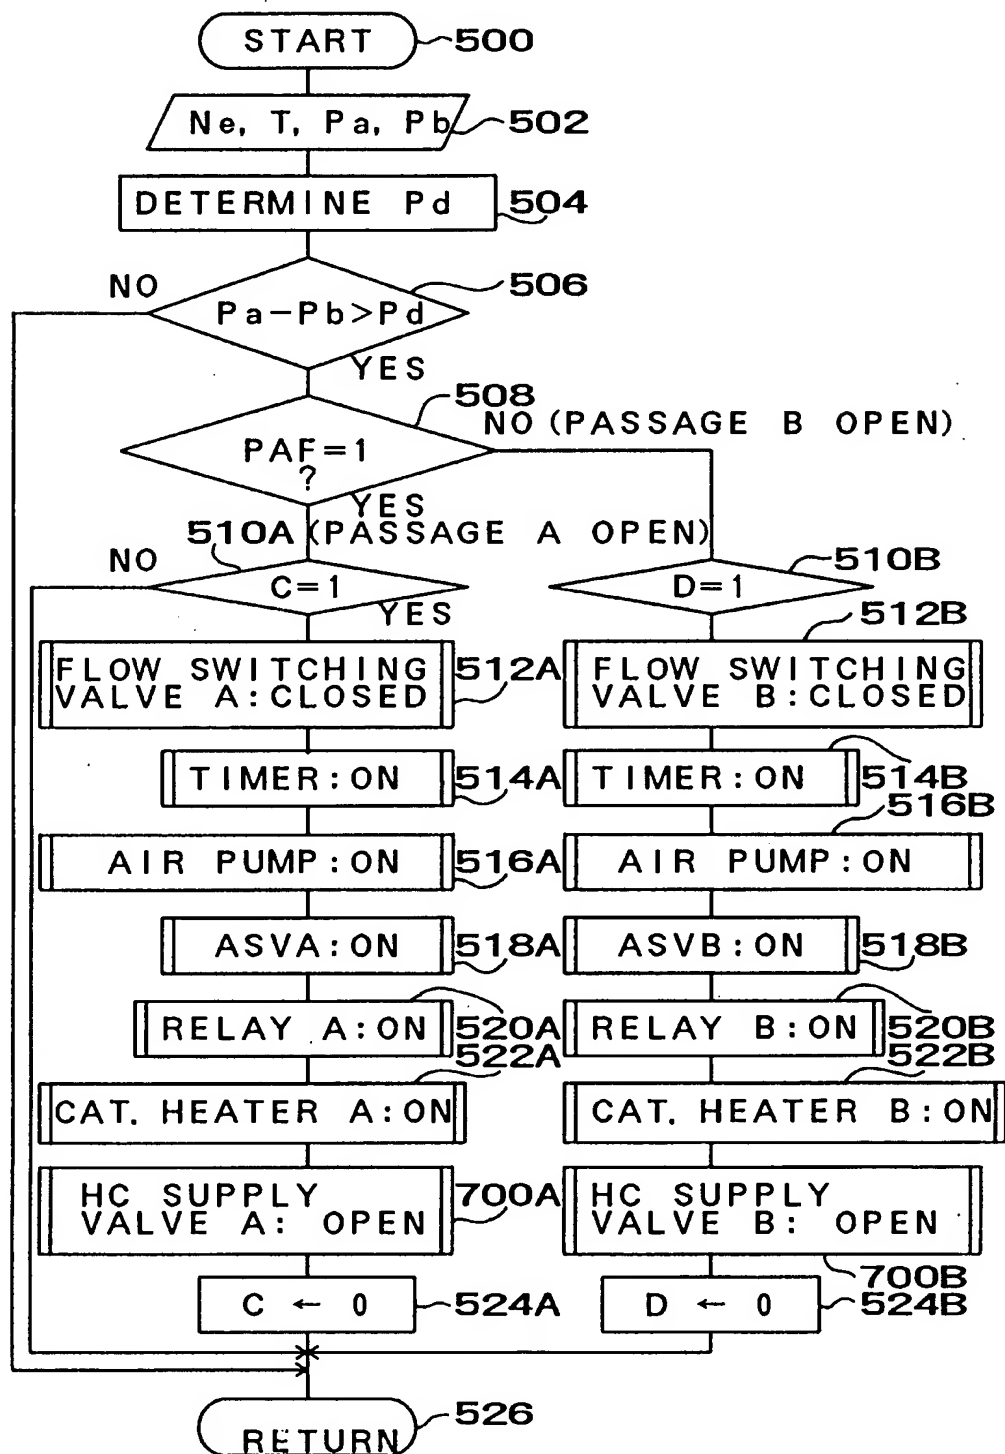 START 500
Ne, T, Pa, Pb 502
DETERMINE Pd 504
NO 506
Pa-Pb>Pd
YES
508
NO (PASSAGE B OPEN)
PAF=1
?
YES
510A (PASSAGE A OPEN)
NO 510B
C=1 D=1
YES 512B
FLOW SWITCHING
VALVE A:CLOSED 512A
FLOW SWITCHING
VALVE B:CLOSED
TIMER:ON 514A TIMER:ON 514B
516B
AIR PUMP:ON 516A AIR PUMP:ON
ASVA:ON 518A ASVB:ON 518B
RELAY A:ON 520A RELAY B:ON 520B
522A 522B
CAT. HEATER A:ON CAT. HEATER B:ON
HC SUPPLY
VALVE A: OPEN 700A
HC SUPPLY
VALVE B: OPEN
700B
C ← 0 524A D ← 0 524B
526
RETURN